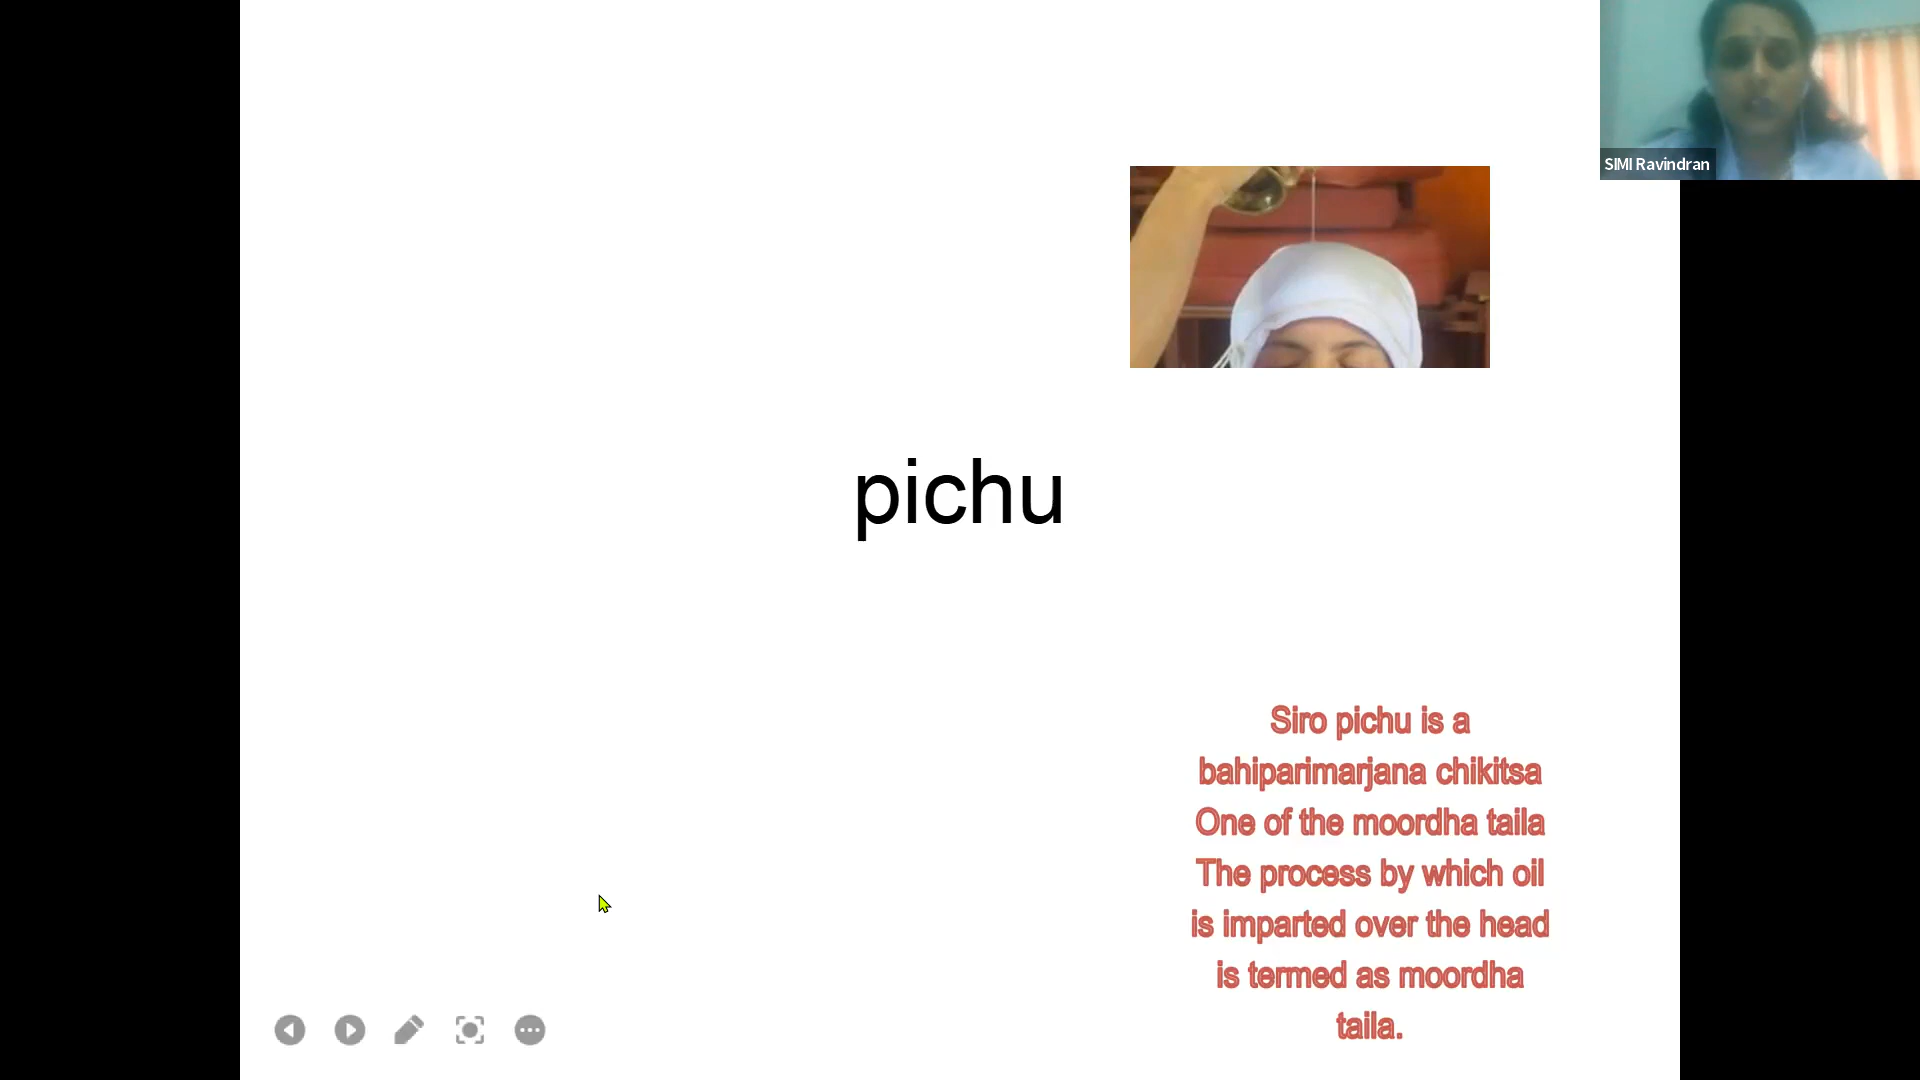 SIMI Ravindran
pichu
Siro pichu is a
bahiparimarjana chikitsa
One of the moordha taila
The process by which oil
is imparted over the head
is termed as moordha
taila.